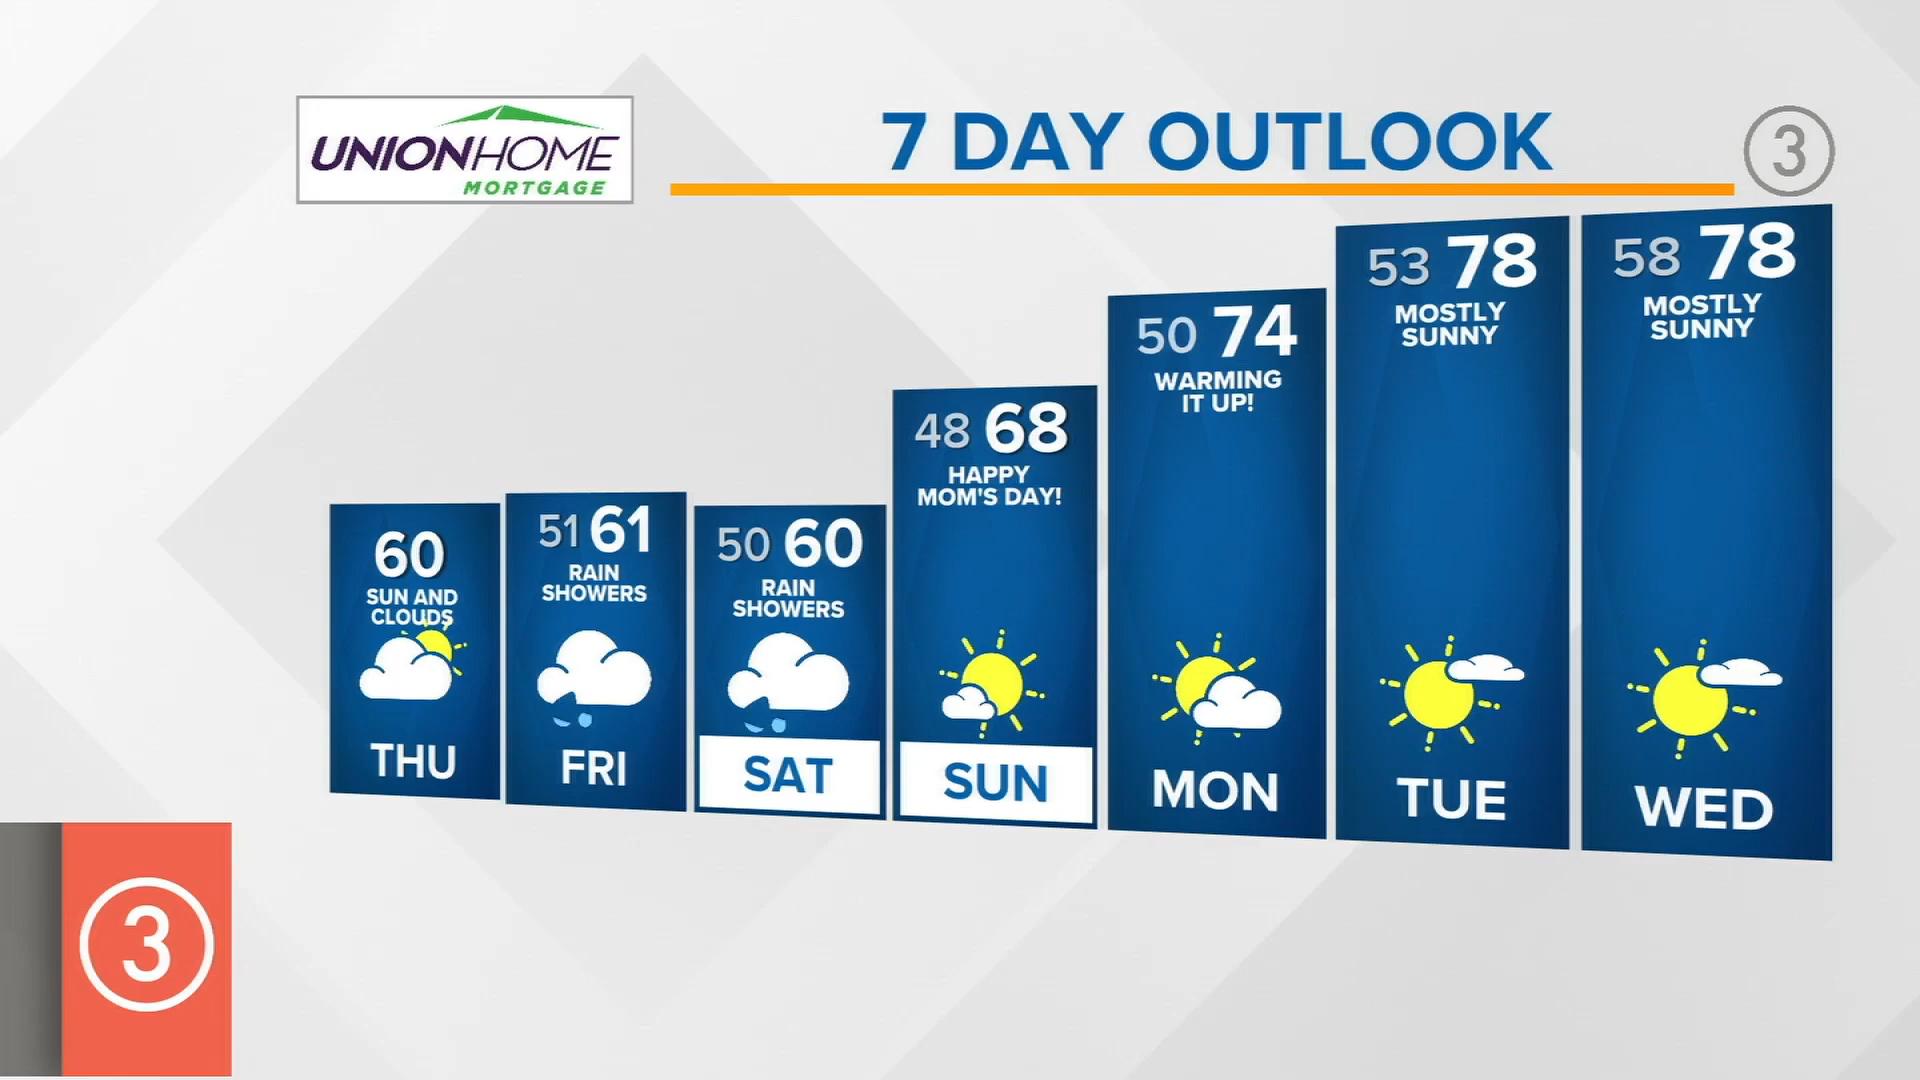 UNIONHOME
MORTGAGE
7 DAY OUTLOOK
3
60
SUN AND
CLOUDS
THU
51 61
RAIN
SHOWERS
FRI
50 60
RAIN
SHOWERS
SAT
48 68
HAPPY
MOM'S DAY!
SUN
50 74
WARMING
IT UP!
MON
53 78
MOSTLY
SUNNY
TUE
58 78
MOSTLY
SUNNY
WED
3